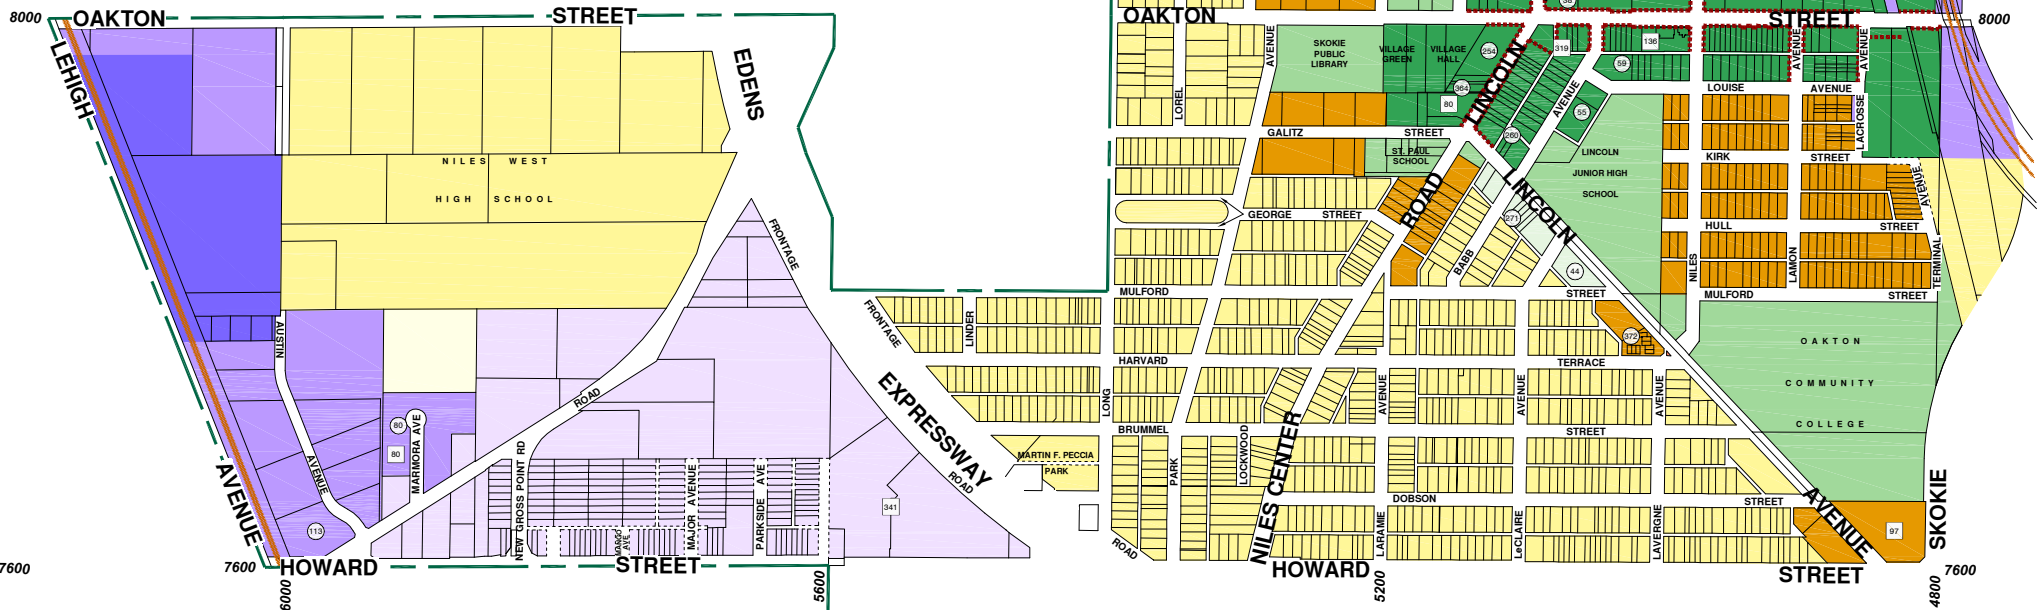 8000
OAKTON
STREET
OAKTON
STREET
8000
38
LEHIGH
EDENS
AVENUE
SKOKIE
PUBLIC
LIBRARY
VILLAGE
GREEN
VILLAGE
HALL
254
LINCOLN
319
136
59
AVENUE
AVENUE
364
80
LOREL
AVENUE
55
LOUISE
AVENUE
LACROSSE
GALITZ
STREET
260
ST. PAUL
SCHOOL
LINCOLN
JUNIOR HIGH
SCHOOL
KIRK
STREET
NILES WEST
HIGH SCHOOL
AVENUE
ROAD
LINCOLN
GEORGE
STREET
271
HULL
STREET
FRONTAGE
BABB
44
NILES
LAMON
TERMINAL
MULFORD
STREET
MULFORD
STREET
FRONTAGE
LINDER
AUSTIN
372
HARVARD
TERRACE
OAKTON
COMMUNITY
COLLEGE
ROAD
EXPRESSWAY
LONG
AVENUE
AVENUE
AVENUE
80
80
MARMORA AVE
BRUMMEL
STREET
LOCKWOOD
NILES CENTER
MARTIN F. PECCIA
PARK
PARK
AVENUE
AVENUE
NEW GROSS POINT RD
MAJOR AVENUE
PARKSIDE AVE
ROAD
341
DOBSON
STREET
AVENUE
SKOKIE
97
113
MARGO
AVE
ROAD
LARAMIE
LeCLAIRE
LAVERGNE
7600
7600
HOWARD
STREET
HOWARD
STREET
7600
6000
5600
5200
4800